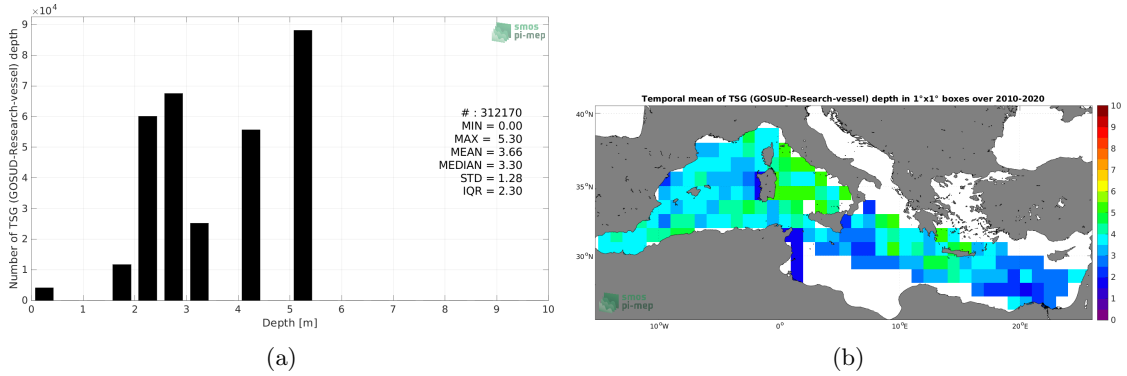 ×10⁴
9
8
7
6
5
4
3
2
1
0
Number of TSG (GOSUD-Research-vessel) depth
smos
pi-mep
# : 312170
MIN = 0.00
MAX = 5.30
MEAN = 3.66
MEDIAN = 3.30
STD = 1.28
IQR = 2.30
0 1 2 3 4 5 6 7 8 9 10
Depth [m]
(a)
Temporal mean of TSG (GOSUD-Research-vessel) depth in 1°x1° boxes over 2010-2020
40°N
35°N
30°N
10°W
0°
10°E
20°E
smos
pi-mep
10
9
8
7
6
5
4
3
2
1
0
(b)